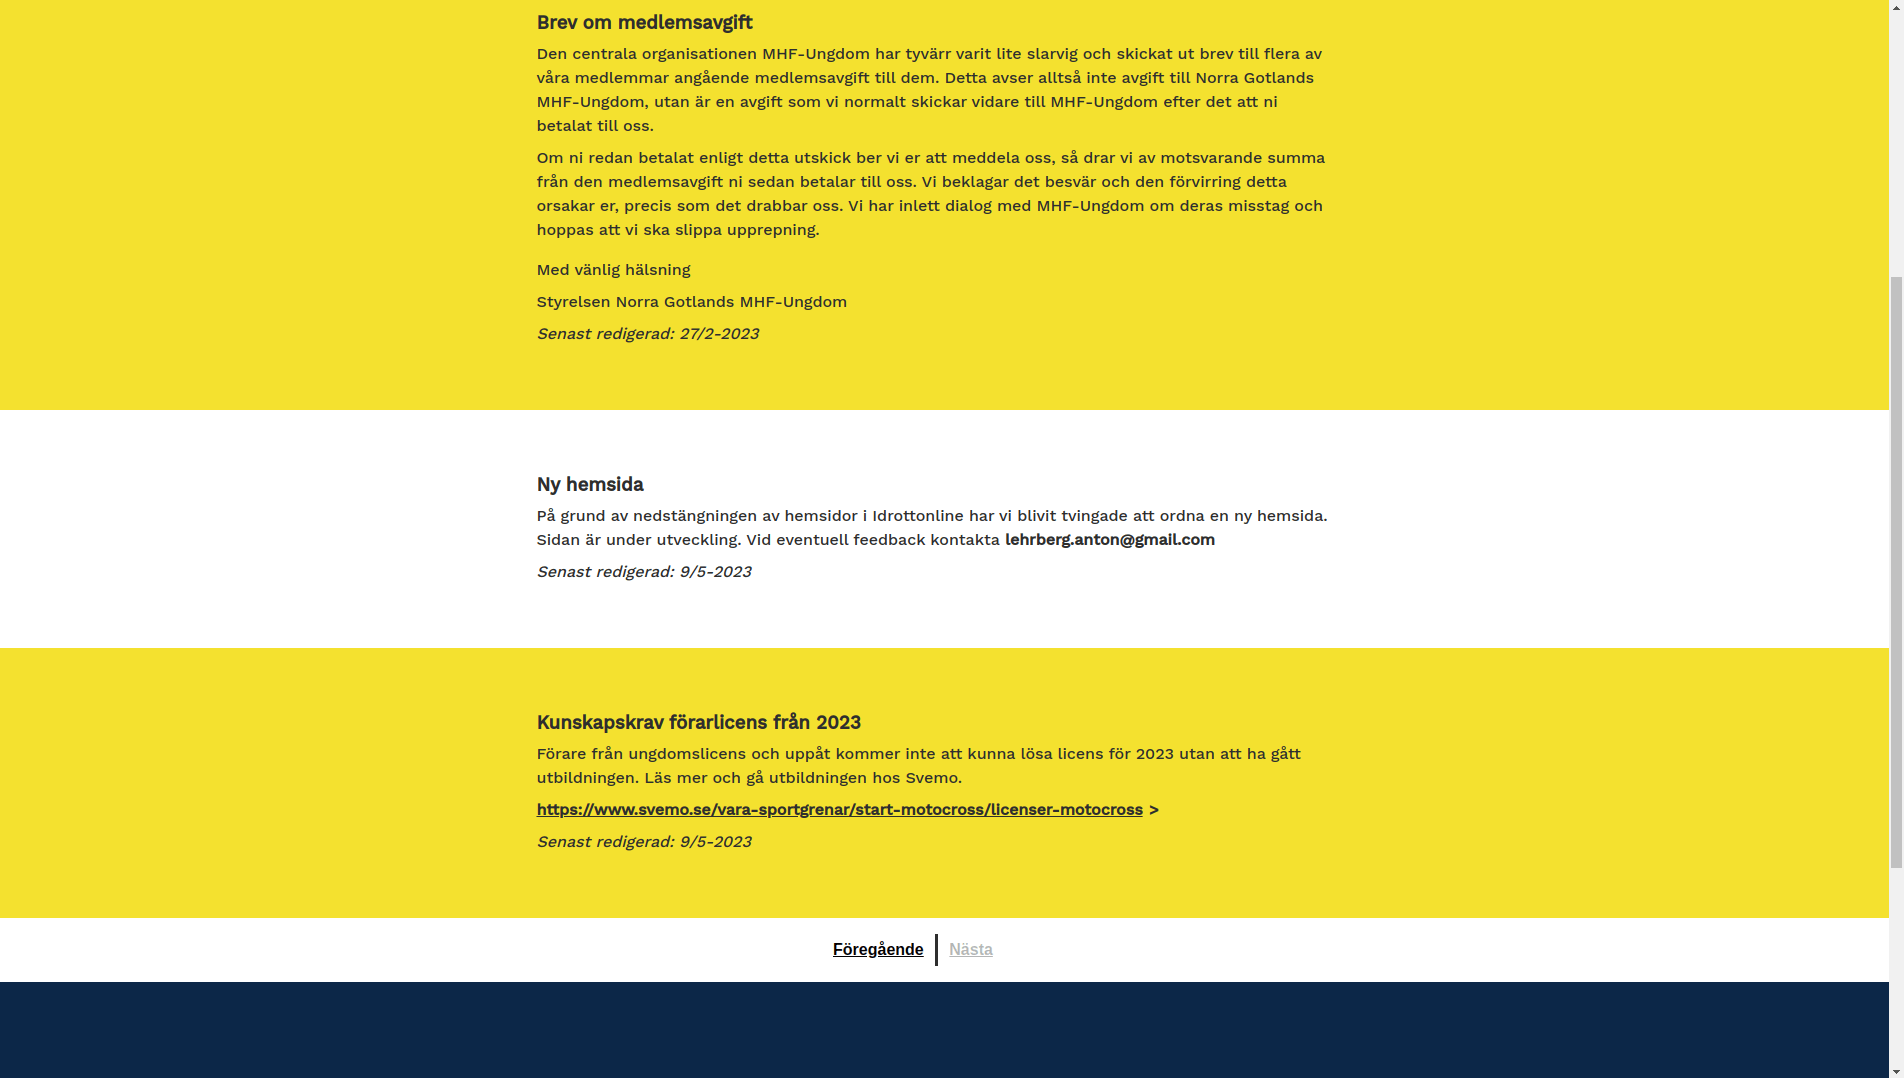 Brev om medlemsavgift
Den centrala organisationen MHF-Ungdom har tyvärr varit lite slarvig och skickat ut brev till flera av
våra medlemmar angående medlemsavgift till dem. Detta avser alltså inte avgift till Norra Gotlands
MHF-Ungdom, utan är en avgift som vi normalt skickar vidare till MHF-Ungdom efter det att ni
betalat till oss.
Om ni redan betalat enligt detta utskick ber vi er att meddela oss, så drar vi av motsvarande summa
från den medlemsavgift ni sedan betalar till oss. Vi beklagar det besvär och den förvirring detta
orsakar er, precis som det drabbar oss. Vi har inlett dialog med MHF-Ungdom om deras misstag och
hoppas att vi ska slippa upprepning.
Med vänlig hälsning
Styrelsen Norra Gotlands MHF-Ungdom
Senast redigerad: 27/2-2023
Ny hemsida
På grund av nedstängningen av hemsidor i Idrottonline har vi blivit tvingade att ordna en ny hemsida.
Sidan är under utveckling. Vid eventuell feedback kontakta lehrberg.anton@gmail.com
Senast redigerad: 9/5-2023
Kunskapskrav förarlicens från 2023
Förare från ungdomslicens och uppåt kommer inte att kunna lösa licens för 2023 utan att ha gått
utbildningen. Läs mer och gå utbildningen hos Svemo.
https://www.svemo.se/vara-sportgrenar/start-motocross/licenser-motocross >
Senast redigerad: 9/5-2023
Föregående Nästa